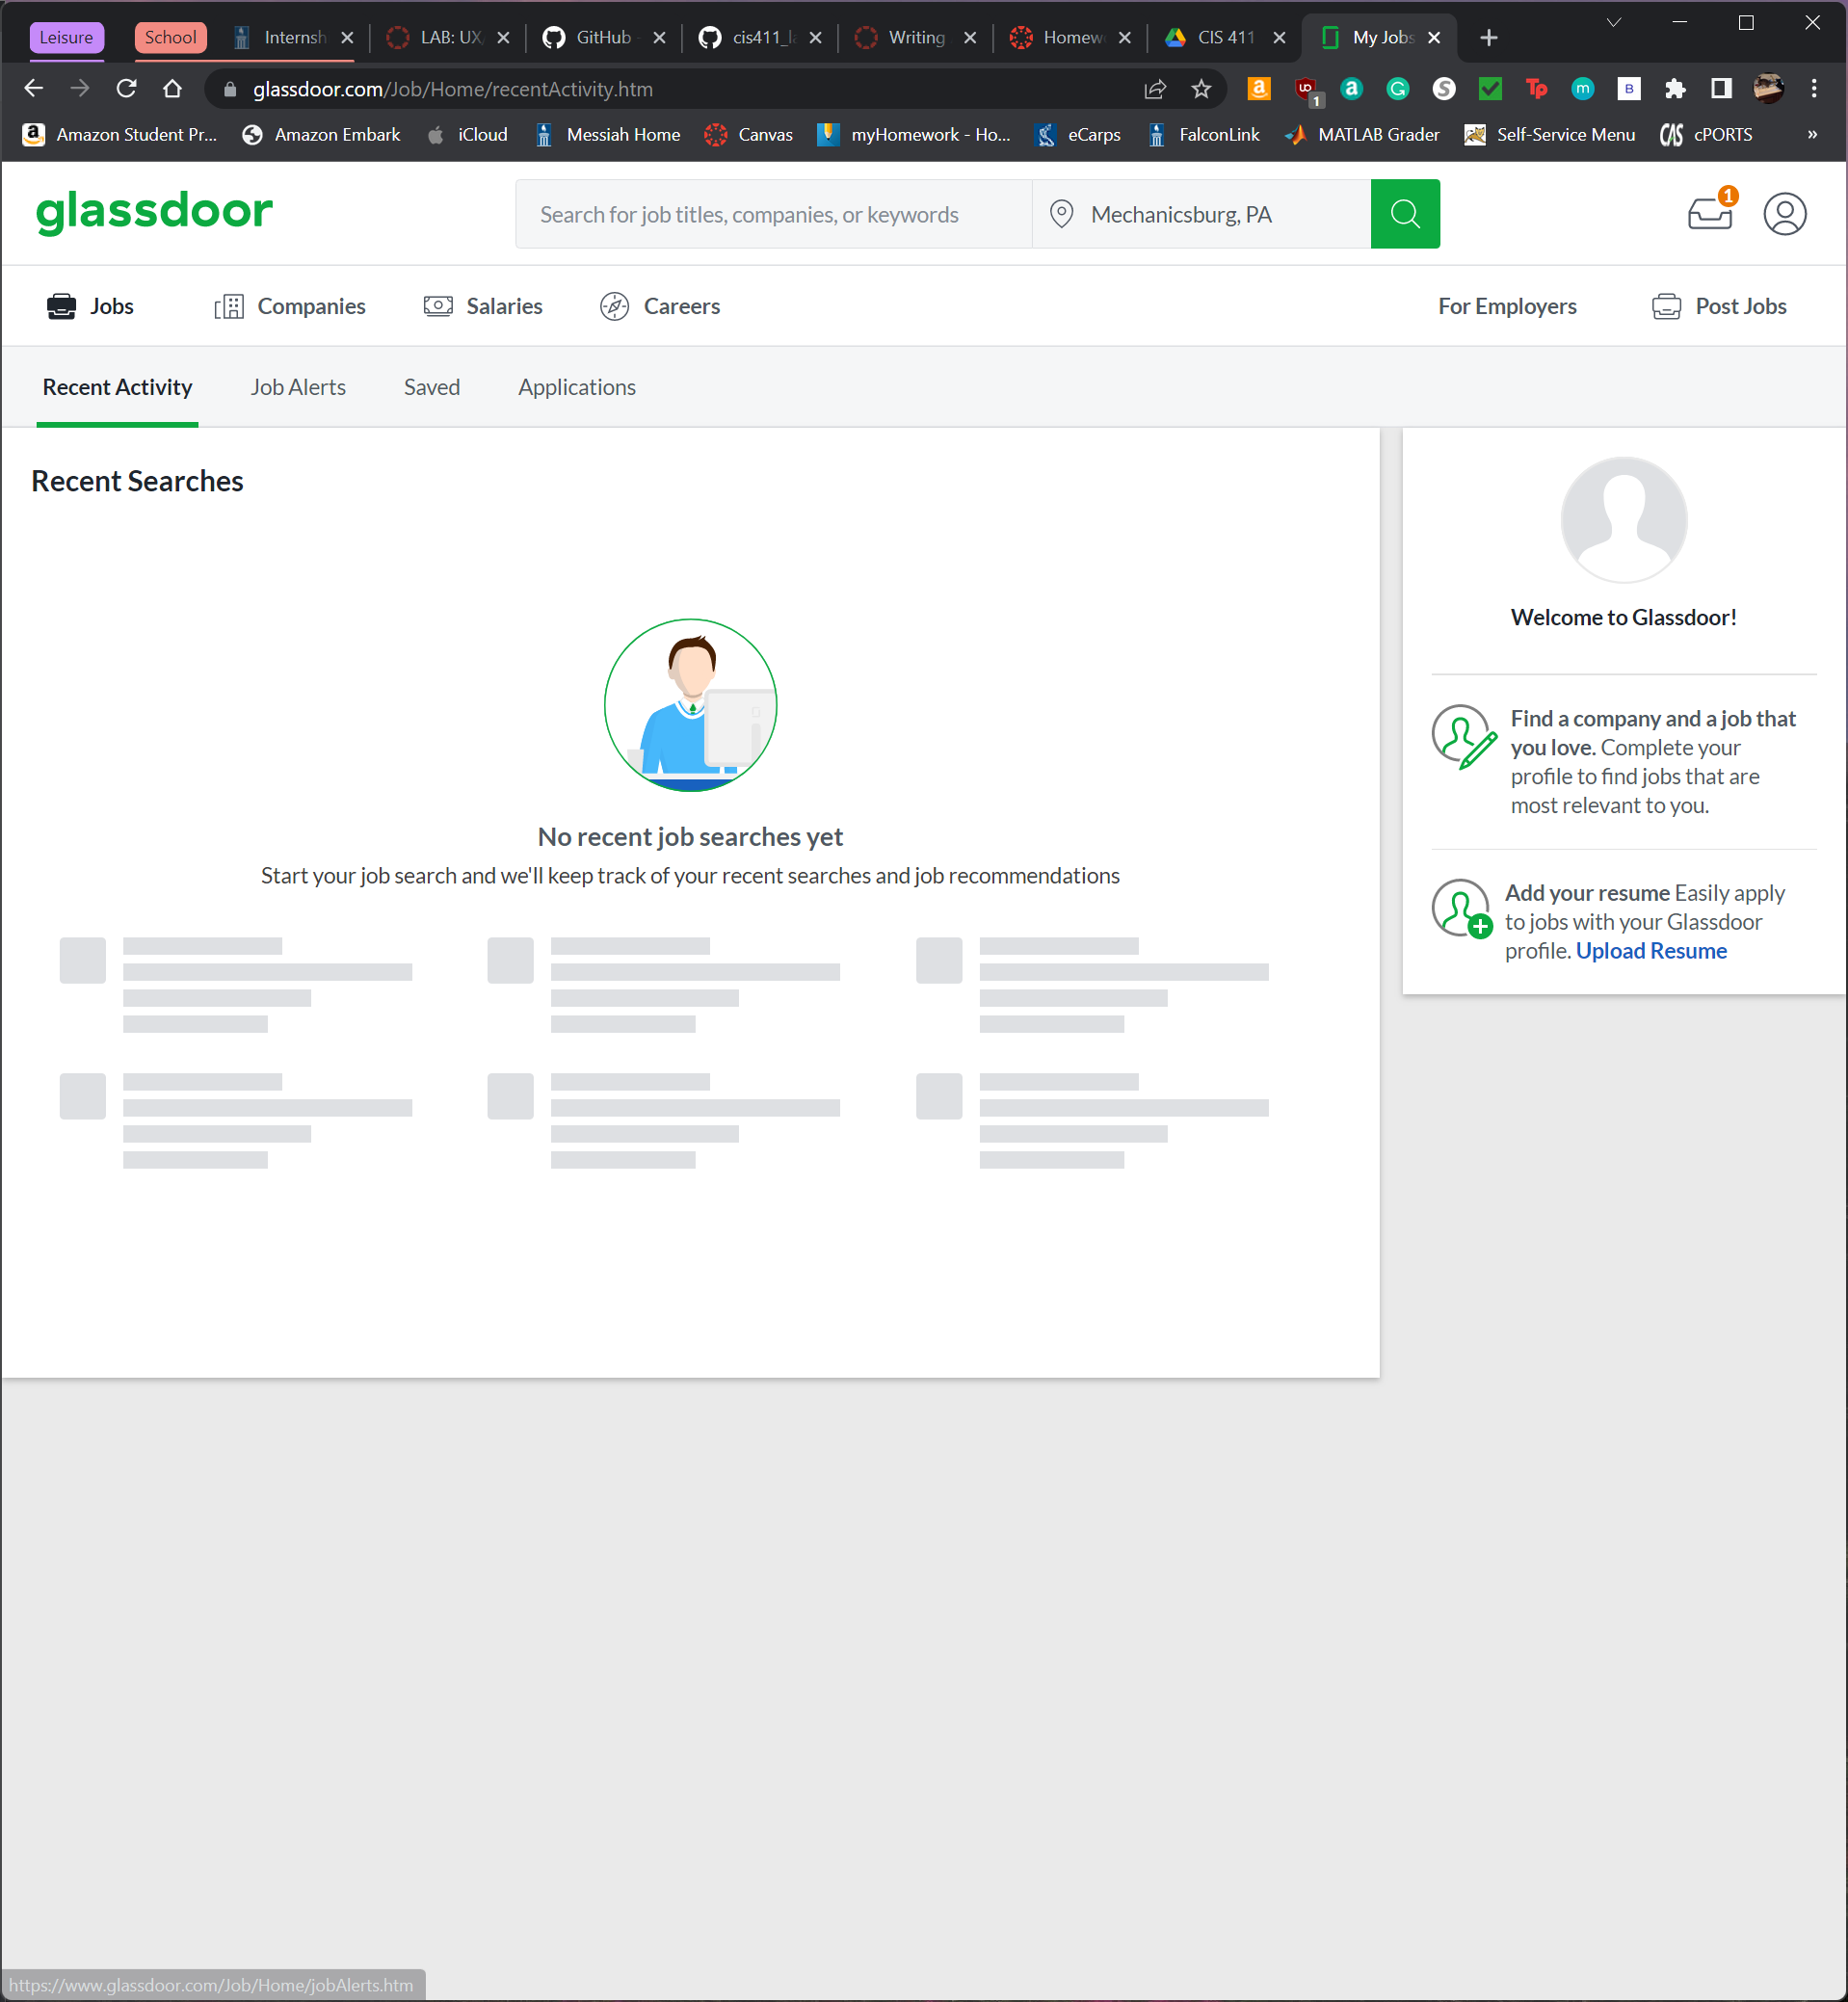 Leisure
School
Internsh
LAB: UX
GitHub
cis411_l
Writing
Homew
CIS 411
My Jobs
glassdoor.com/Job/Home/recentActivity.htm
1
Amazon Student Pr...
Amazon Embark
iCloud
Messiah Home
Canvas
myHomework - Ho...
eCarps
FalconLink
MATLAB Grader
Self-Service Menu
cPORTS
»
glassdoor
Search for job titles, companies, or keywords
Mechanicsburg, PA
1
Jobs
Companies
Salaries
Careers
For Employers
Post Jobs
Recent Activity
Job Alerts
Saved
Applications
Recent Searches
No recent job searches yet
Start your job search and we'll keep track of your recent searches and job recommendations
Welcome to Glassdoor!
Find a company and a job that
you love. Complete your
profile to find jobs that are
most relevant to you.
Add your resume Easily apply
to jobs with your Glassdoor
profile. Upload Resume
https://www.glassdoor.com/Job/Home/jobAlerts.htm